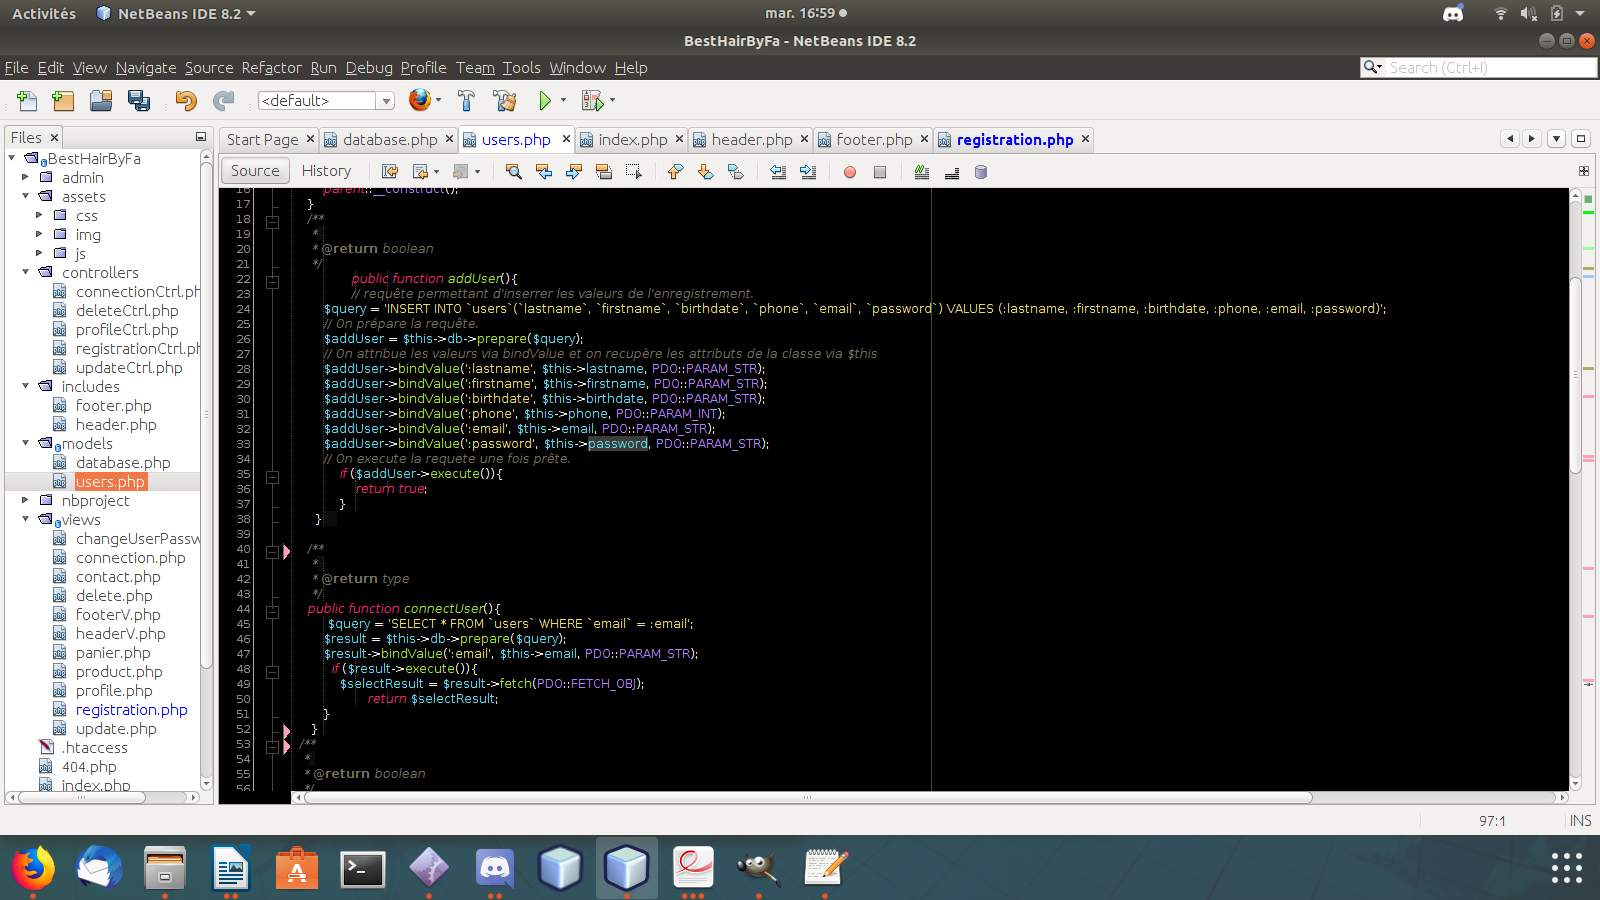 Activités
NetBeans IDE 8.2
mar. 16:59
BestHairByFa - NetBeans IDE 8.2
File Edit View Navigate Source Refactor Run Debug Profile Team Tools Window Help
Search (Ctrl+I)
<default>
Files
Start Page
database.php
users.php
index.php
header.php
footer.php
registration.php
Source
History
BestHairByFa
admin
assets
css
img
js
controllers
connectionCtrl.ph
deleteCtrl.php
profileCtrl.php
registrationCtrl.ph
updateCtrl.php
includes
footer.php
header.php
models
database.php
users.php
nbproject
views
changeUserPassw
connection.php
contact.php
delete.php
footerV.php
headerV.php
panier.php
product.php
profile.php
registration.php
update.php
.htaccess
404.php
index.php
16 parent::__construct();
17 }
18 /**
19 *
20 * @return boolean
21 */
22 public function addUser(){
23 // requête permettant d'inserrer les valeurs de l'enregistrement.
24 $query = 'INSERT INTO `users`(`lastname`, `firstname`, `birthdate`, `phone`, `email`, `password`) VALUES (:lastname, :firstname, :birthdate, :phone, :email, :password)';
25 // On prépare la requête.
26 $addUser = $this->db->prepare($query);
27 // On attribue les valeurs via bindValue et on recupère les attributs de la classe via $this
28 $addUser->bindValue(':lastname', $this->lastname, PDO::PARAM_STR);
29 $addUser->bindValue(':firstname', $this->firstname, PDO::PARAM_STR);
30 $addUser->bindValue(':birthdate', $this->birthdate, PDO::PARAM_STR);
31 $addUser->bindValue(':phone', $this->phone, PDO::PARAM_INT);
32 $addUser->bindValue(':email', $this->email, PDO::PARAM_STR);
33 $addUser->bindValue(':password', $this->password, PDO::PARAM_STR);
34 // On execute la requete une fois prête.
35 if ($addUser->execute()){
36 return true;
37 }
38 }
39
40 /**
41 *
42 * @return type
43 */
44 public function connectUser(){
45 $query = 'SELECT * FROM `users` WHERE `email` = :email';
46 $result = $this->db->prepare($query);
47 $result->bindValue(':email', $this->email, PDO::PARAM_STR);
48 if ($result->execute()){
49 $selectResult = $result->fetch(PDO::FETCH_OBJ);
50 return $selectResult;
51 }
52 }
53 /**
54 *
55 * @return boolean
56 */
97:1
INS